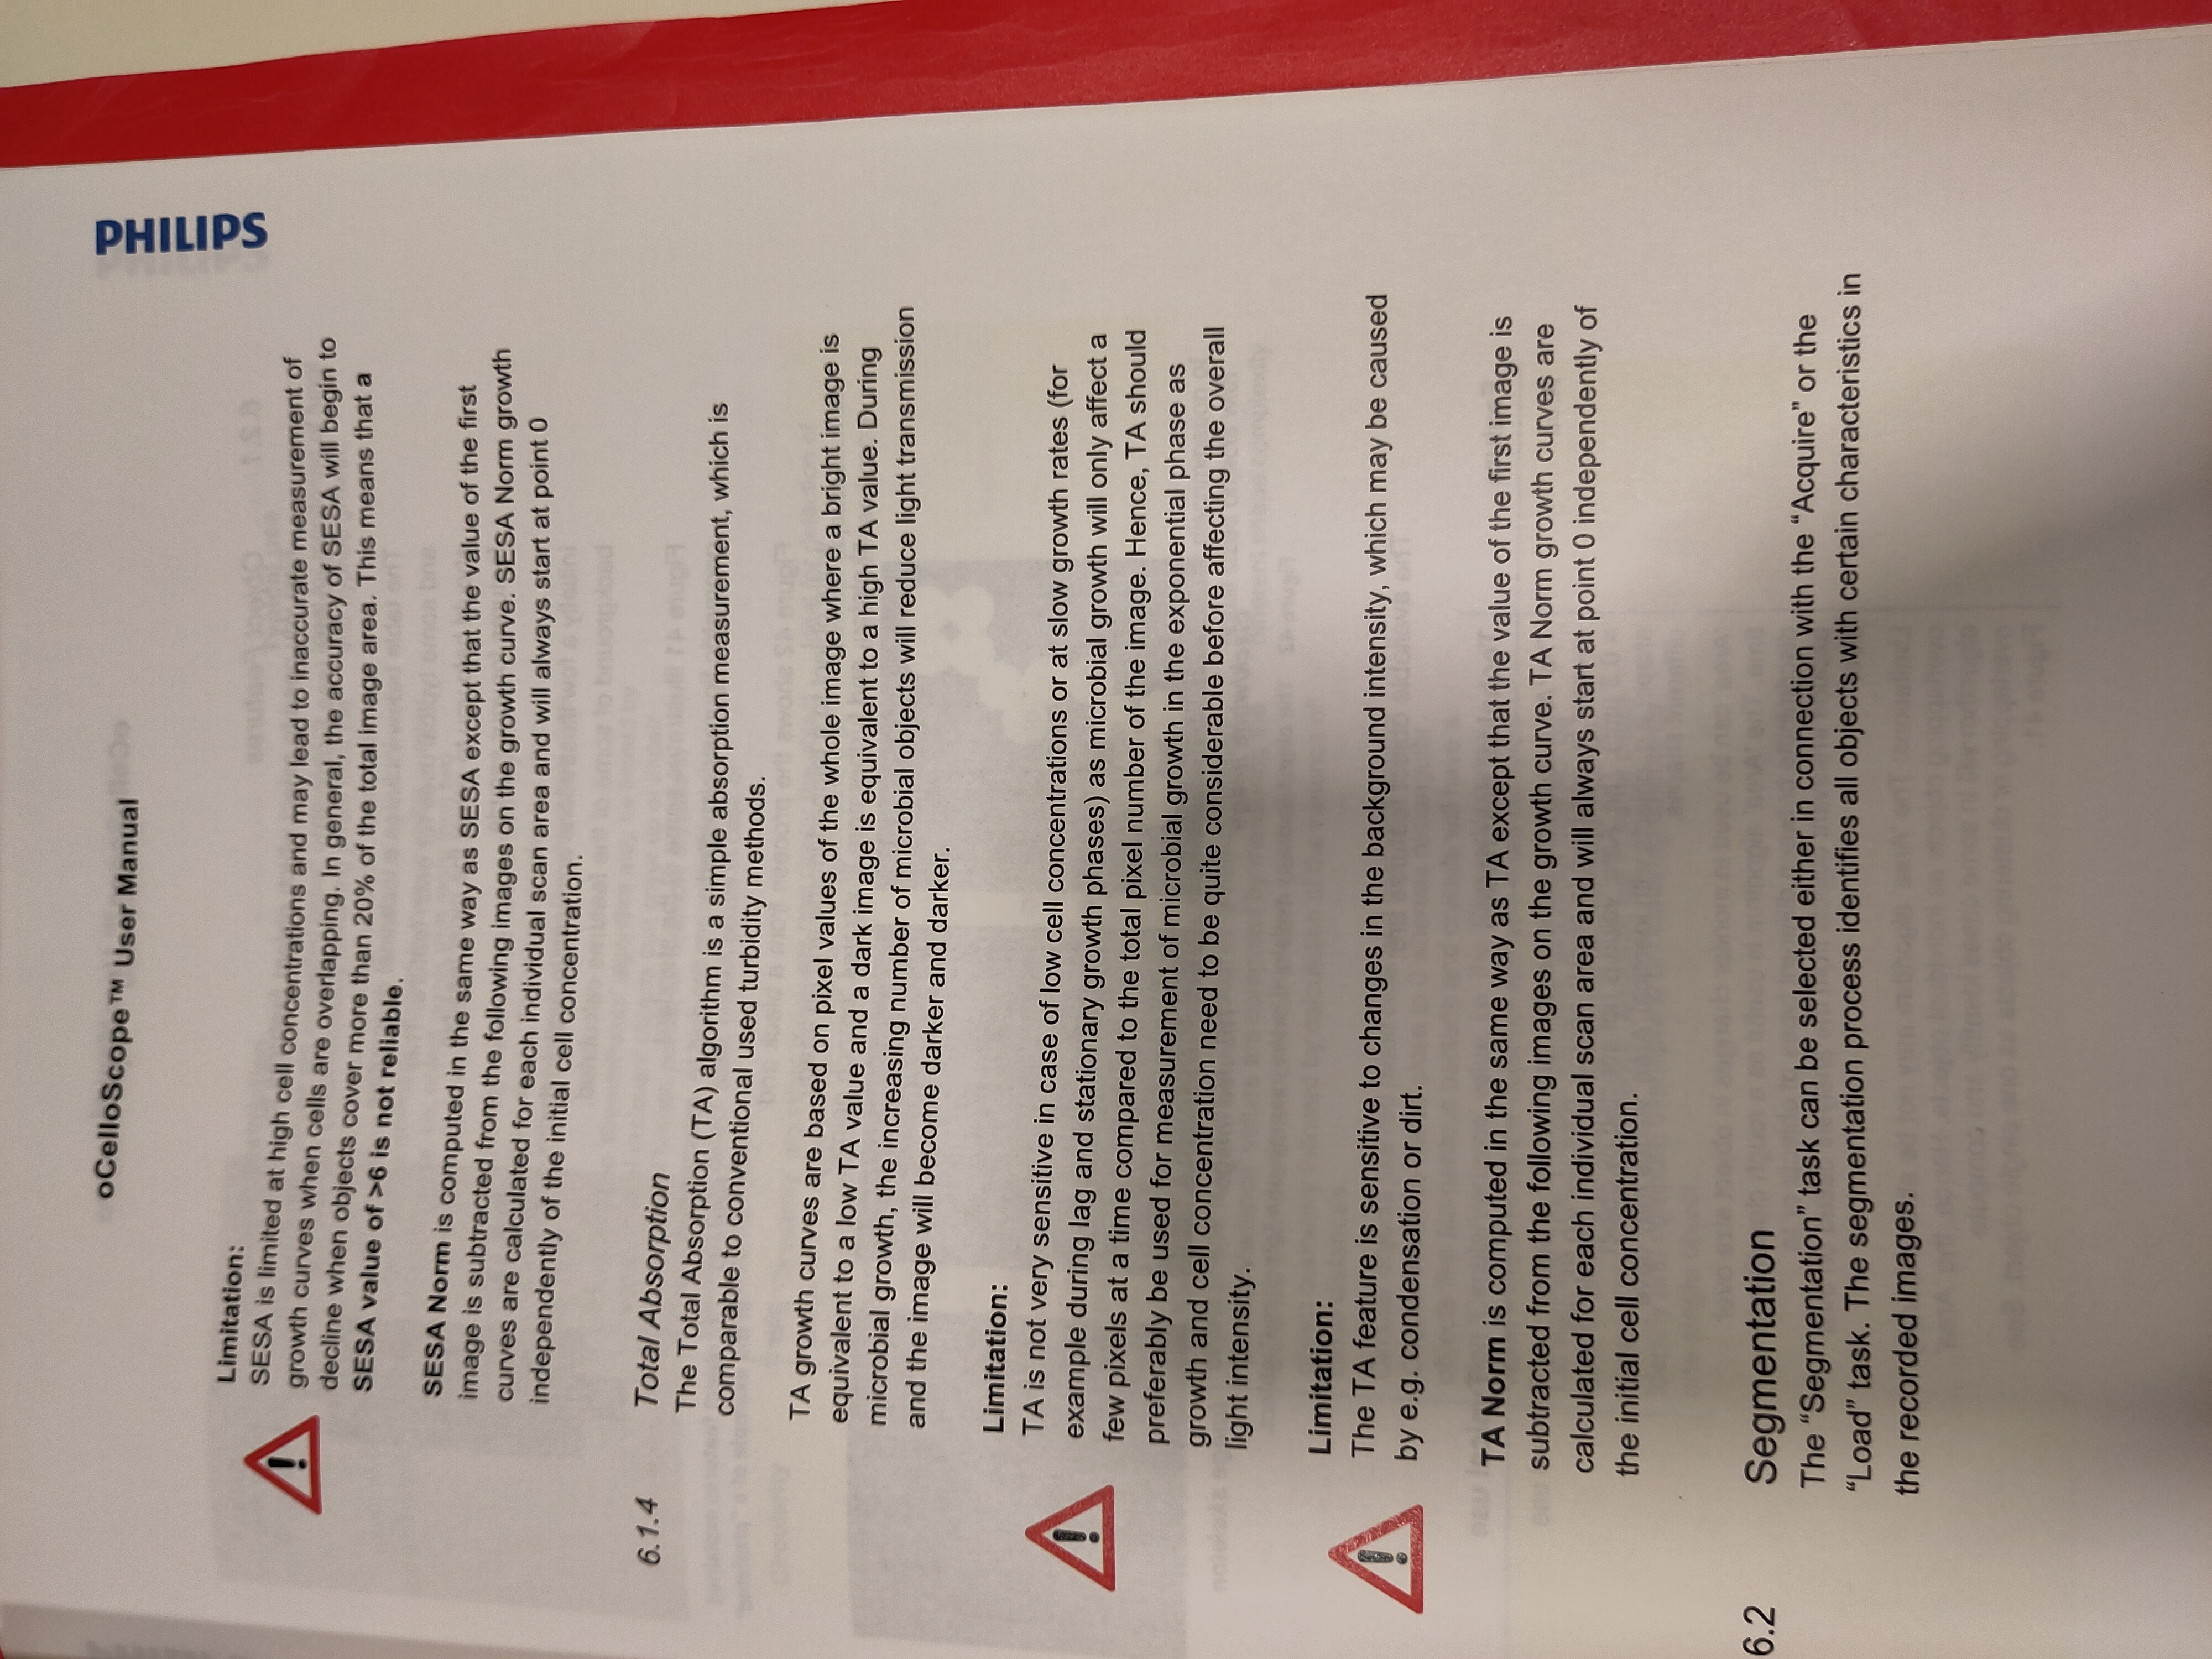 oCelloScope™ User Manual
PHILIPS
Limitation:
SESA is limited at high cell concentrations and may lead to inaccurate measurement of
growth curves when cells are overlapping. In general, the accuracy of SESA will begin to
decline when objects cover more than 20% of the total image area. This means that a
SESA value of >6 is not reliable.
SESA Norm is computed in the same way as SESA except that the value of the first
image is subtracted from the following images on the growth curve. SESA Norm growth
curves are calculated for each individual scan area and will always start at point 0
independently of the initial cell concentration.
6.1.4 Total Absorption
The Total Absorption (TA) algorithm is a simple absorption measurement, which is
comparable to conventional used turbidity methods.
TA growth curves are based on pixel values of the whole image where a bright image is
equivalent to a low TA value and a dark image is equivalent to a high TA value. During
microbial growth, the increasing number of microbial objects will reduce light transmission
and the image will become darker and darker.
Limitation:
TA is not very sensitive in case of low cell concentrations or at slow growth rates (for
example during lag and stationary growth phases) as microbial growth will only affect a
few pixels at a time compared to the total pixel number of the image. Hence, TA should
preferably be used for measurement of microbial growth in the exponential phase as
growth and cell concentration need to be quite considerable before affecting the overall
light intensity.
Limitation:
The TA feature is sensitive to changes in the background intensity, which may be caused
by e.g. condensation or dirt.
TA Norm is computed in the same way as TA except that the value of the first image is
subtracted from the following images on the growth curve. TA Norm growth curves are
calculated for each individual scan area and will always start at point 0 independently of
the initial cell concentration.
6.2 Segmentation
The “Segmentation” task can be selected either in connection with the “Acquire” or the
“Load” task. The segmentation process identifies all objects with certain characteristics in
the recorded images.